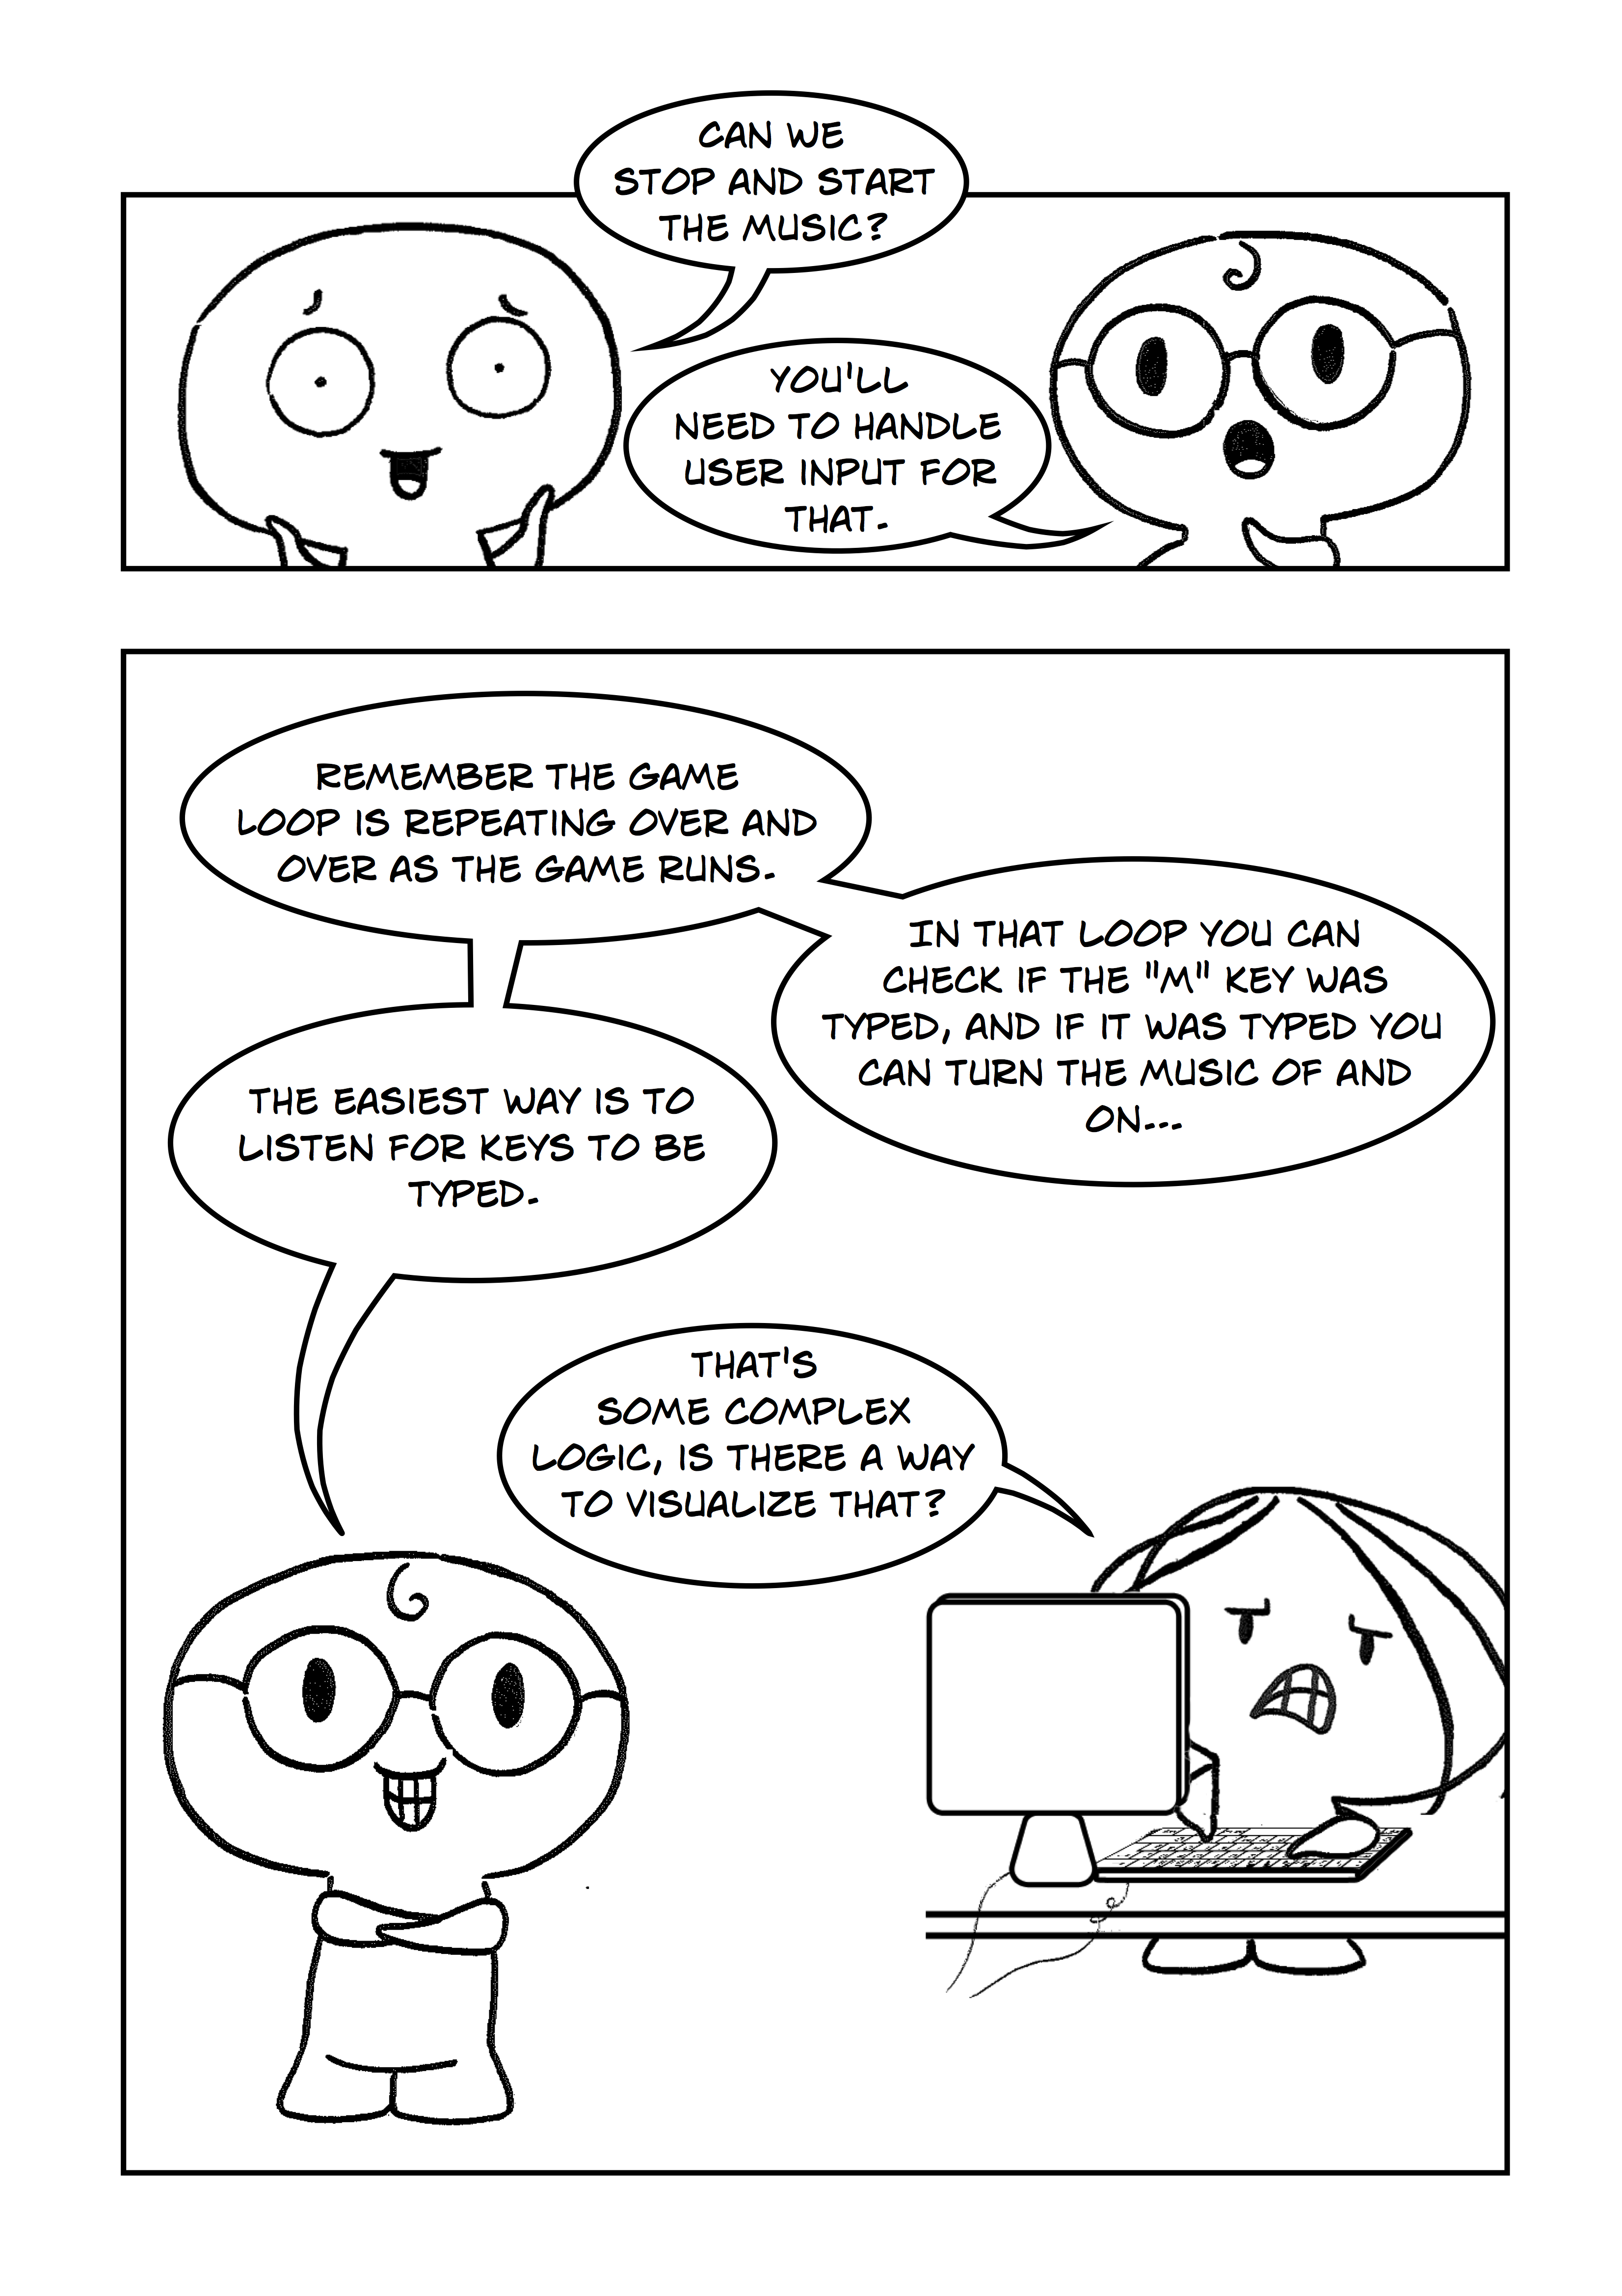 CAN WE
STOP AND START
THE MUSIC?
YOU'LL
NEED TO HANDLE
USER INPUT FOR
THAT.
REMEMBER THE GAME
LOOP IS REPEATING OVER AND
OVER AS THE GAME RUNS.
IN THAT LOOP YOU CAN
CHECK IF THE "M" KEY WAS
TYPED, AND IF IT WAS TYPED YOU
CAN TURN THE MUSIC OF AND
ON...
THE EASIEST WAY IS TO
LISTEN FOR KEYS TO BE
TYPED.
THAT'S
SOME COMPLEX
LOGIC, IS THERE A WAY
TO VISUALIZE THAT?